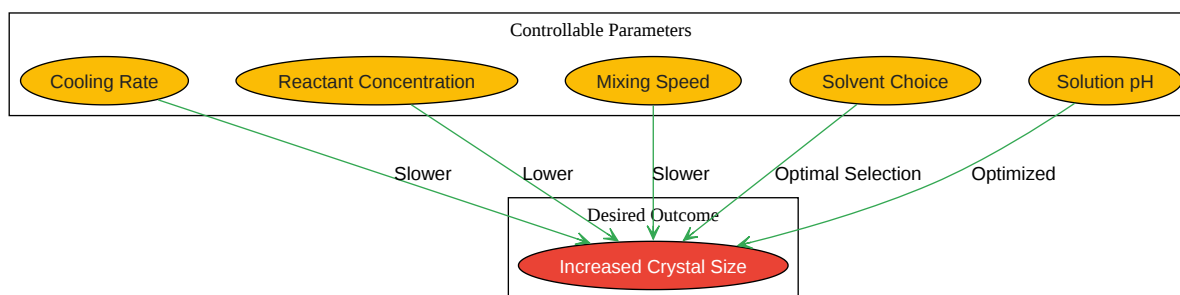 Controllable Parameters
Cooling Rate
Reactant Concentration
Mixing Speed
Solvent Choice
Solution pH
Slower
Lower
Slower
Optimal Selection
Optimized
Desired Outcome
Increased Crystal Size